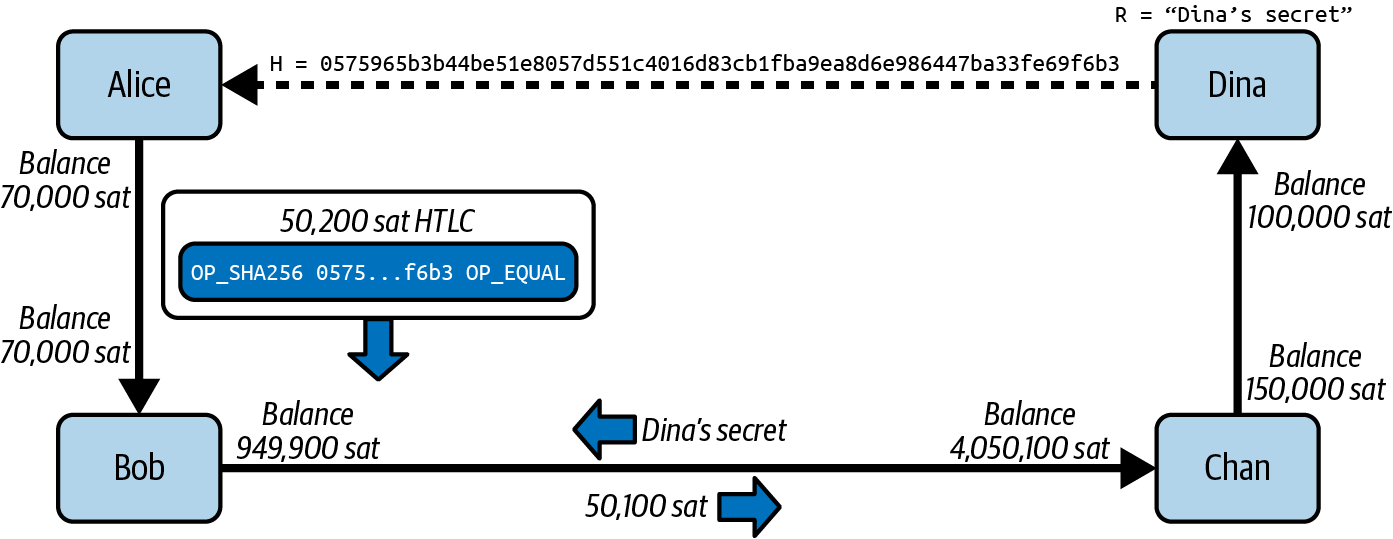 R = “Dina’s secret”
Alice
H = 0575965b3b44be51e8057d551c4016d83cb1fba9ea8d6e986447ba33fe69f6b3
Dina
Balance
70,000 sat
50,200 sat HTLC
OP_SHA256 0575...f6b3 OP_EQUAL
Balance
100,000 sat
Balance
70,000 sat
Balance
150,000 sat
Bob
Balance
949,900 sat
Dina’s secret
Balance
4,050,100 sat
Chan
50,100 sat